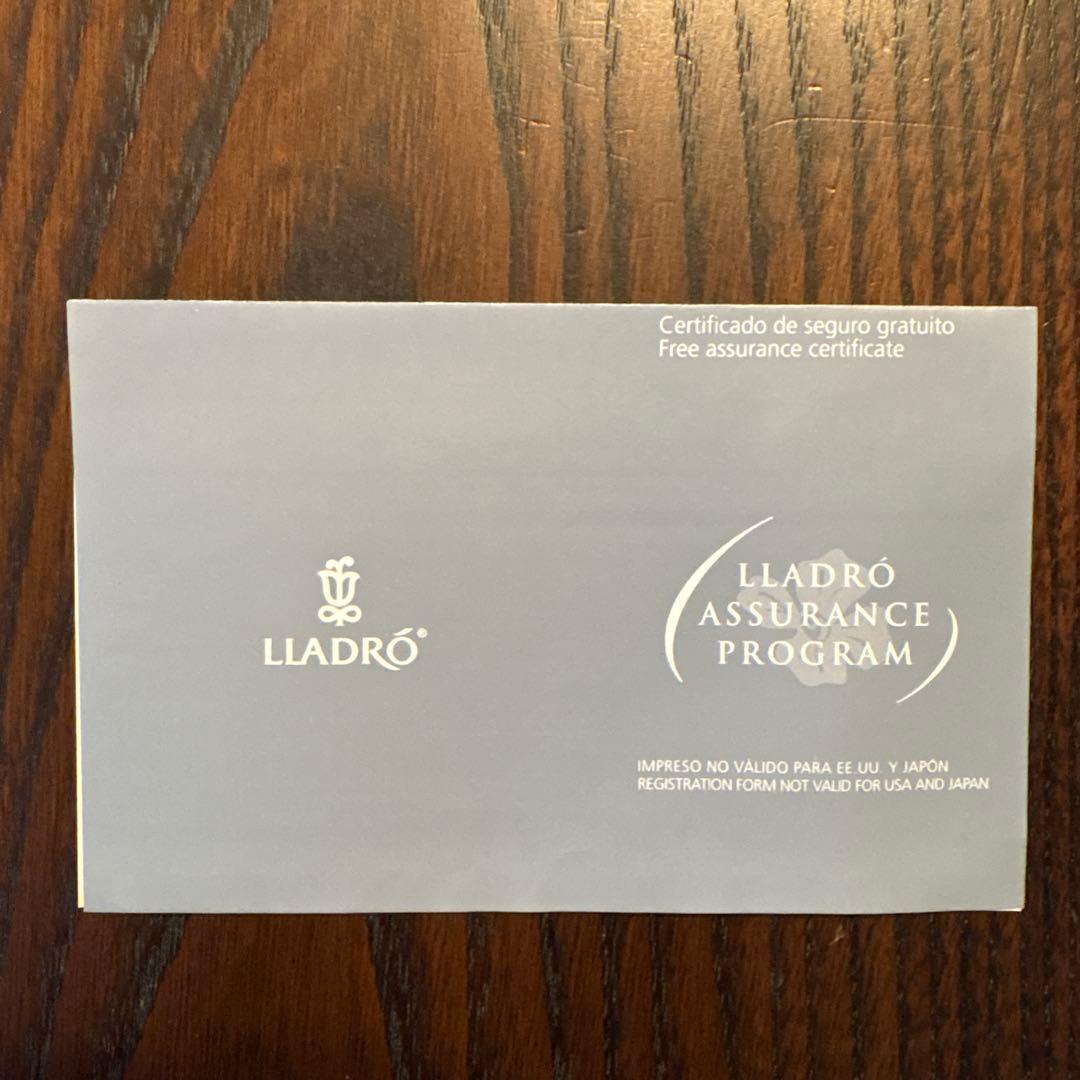 Certificado de seguro gratuito
Free assurance certificate
LLADRÓ®
LLADRÓ
ASSURANCE
PROGRAM
IMPRESO NO VÁLIDO PARA EE.UU. Y JAPÓN
REGISTRATION FORM NOT VALID FOR USA AND JAPAN